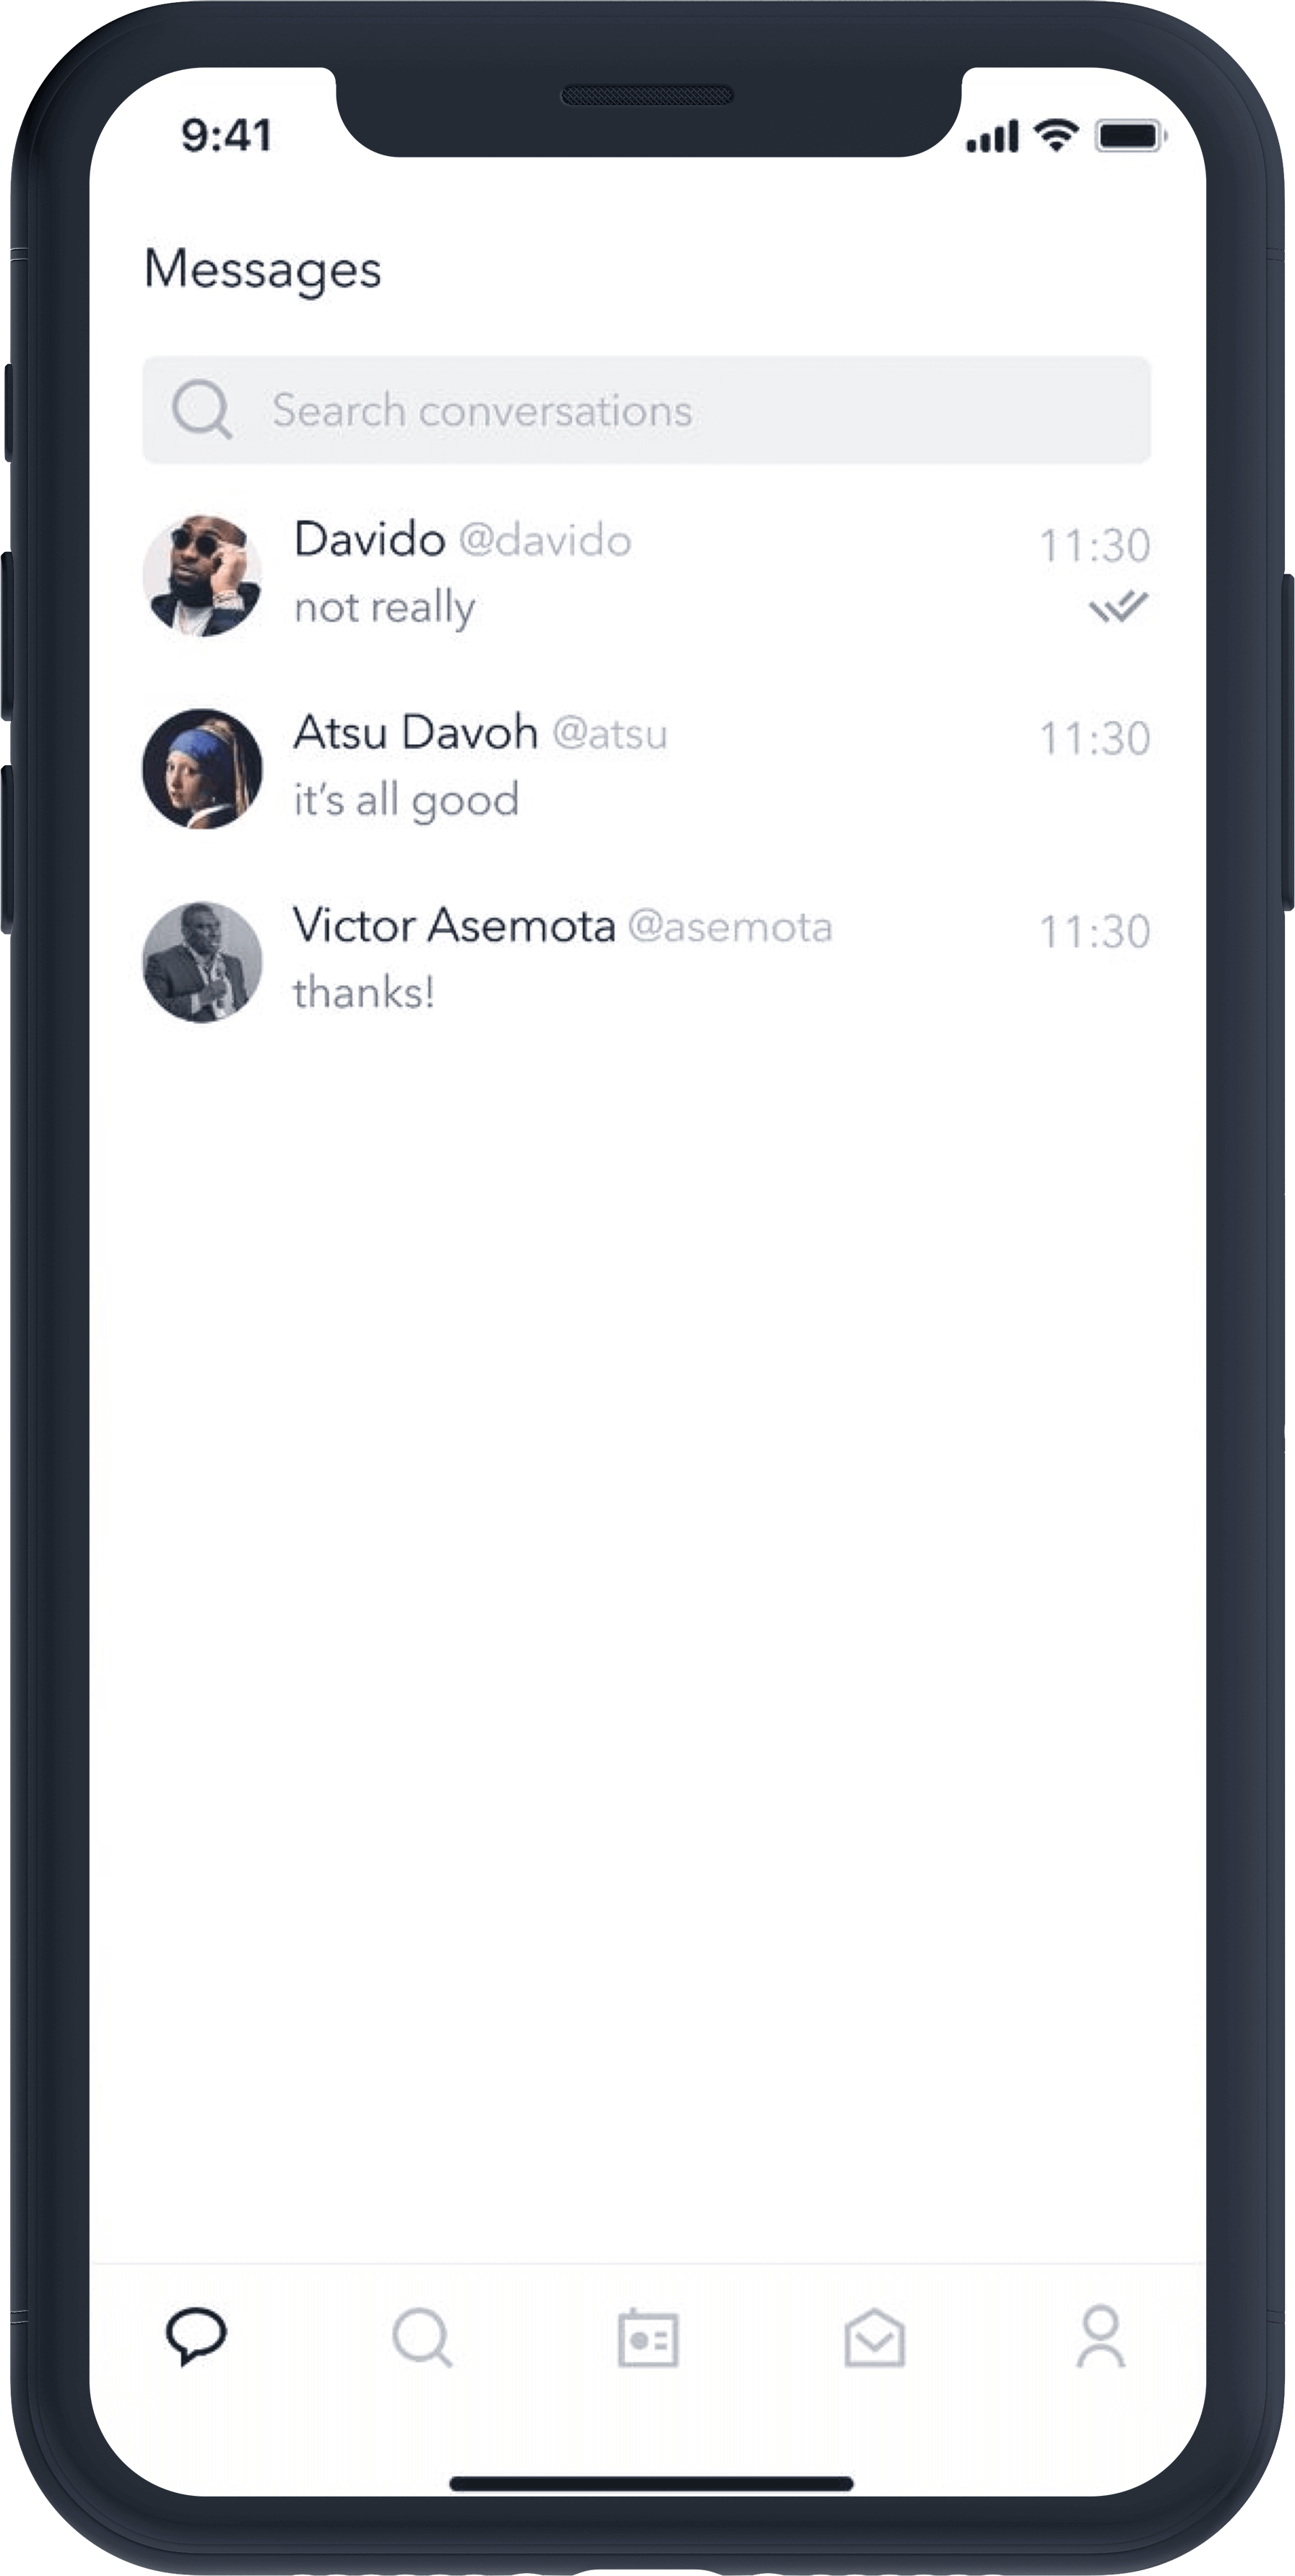 9:41
Messages
Search conversations
Davido @davido 11:30
not really
Atsu Davoh @atsu 11:30
it’s all good
Victor Asemota @asemota 11:30
thanks!